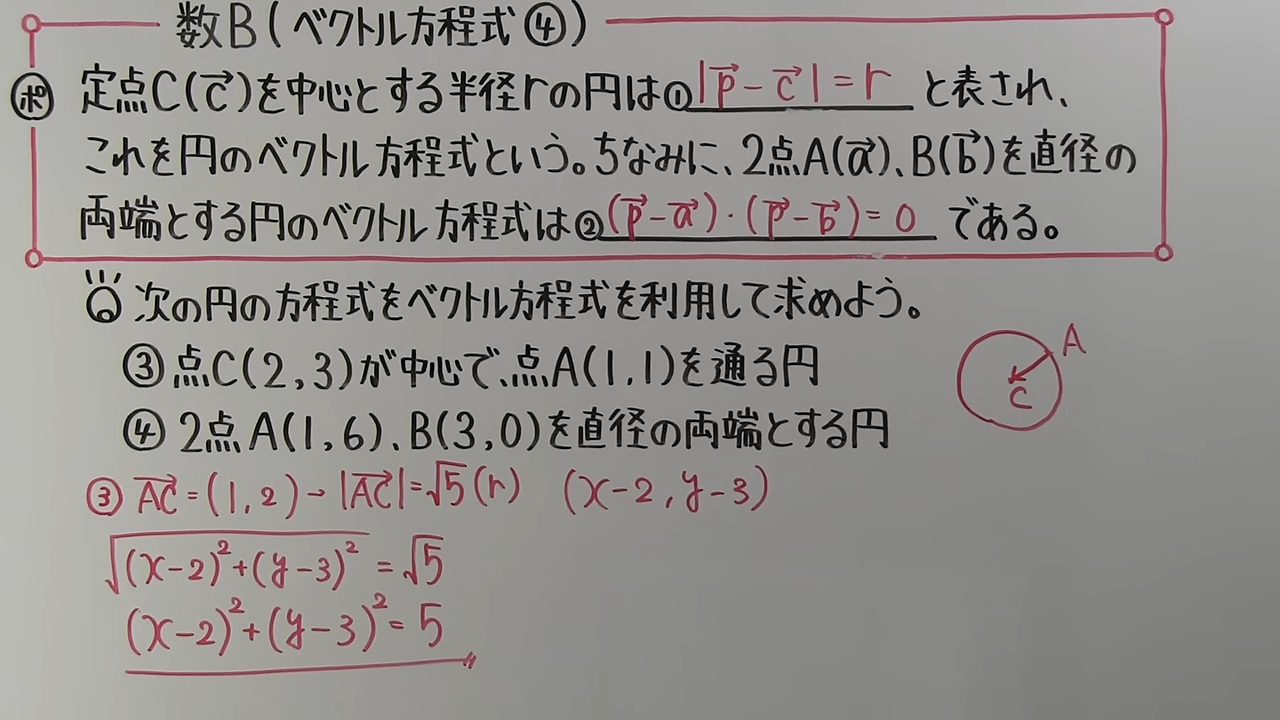 数B(ベクトル方程式④)
ポ 定点C(c→)を中心とする半径rの円は①|p→-c→|=rと表され、
これを円のベクトル方程式という。ちなみに、2点A(a→)、B(b→)を直径の
両端とする円のベクトル方程式は②(p→-a→)・(p→-b→)=0である。
次の円の方程式をベクトル方程式を利用して求めよう。
③点C(2,3)が中心で、点A(1,1)を通る円
④2点A(1,6)、B(3,0)を直径の両端とする円
A
C
③ AC→=(1,2)→|AC→|=√5(r) (x-2,y-3)
√(x-2)²+(y-3)² =√5
(x-2)²+(y-3)²=5